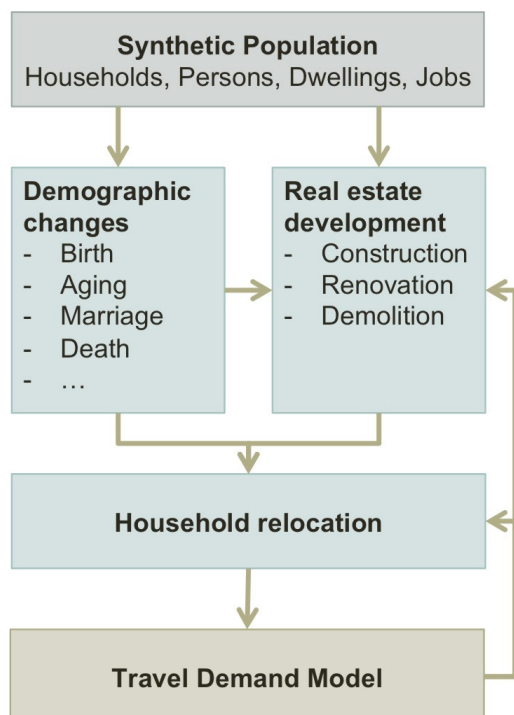 Synthetic Population
Households, Persons, Dwellings, Jobs
Demographic
changes
- Birth
- Aging
- Marriage
- Death
- …
Real estate
development
- Construction
- Renovation
- Demolition
Household relocation
Travel Demand Model